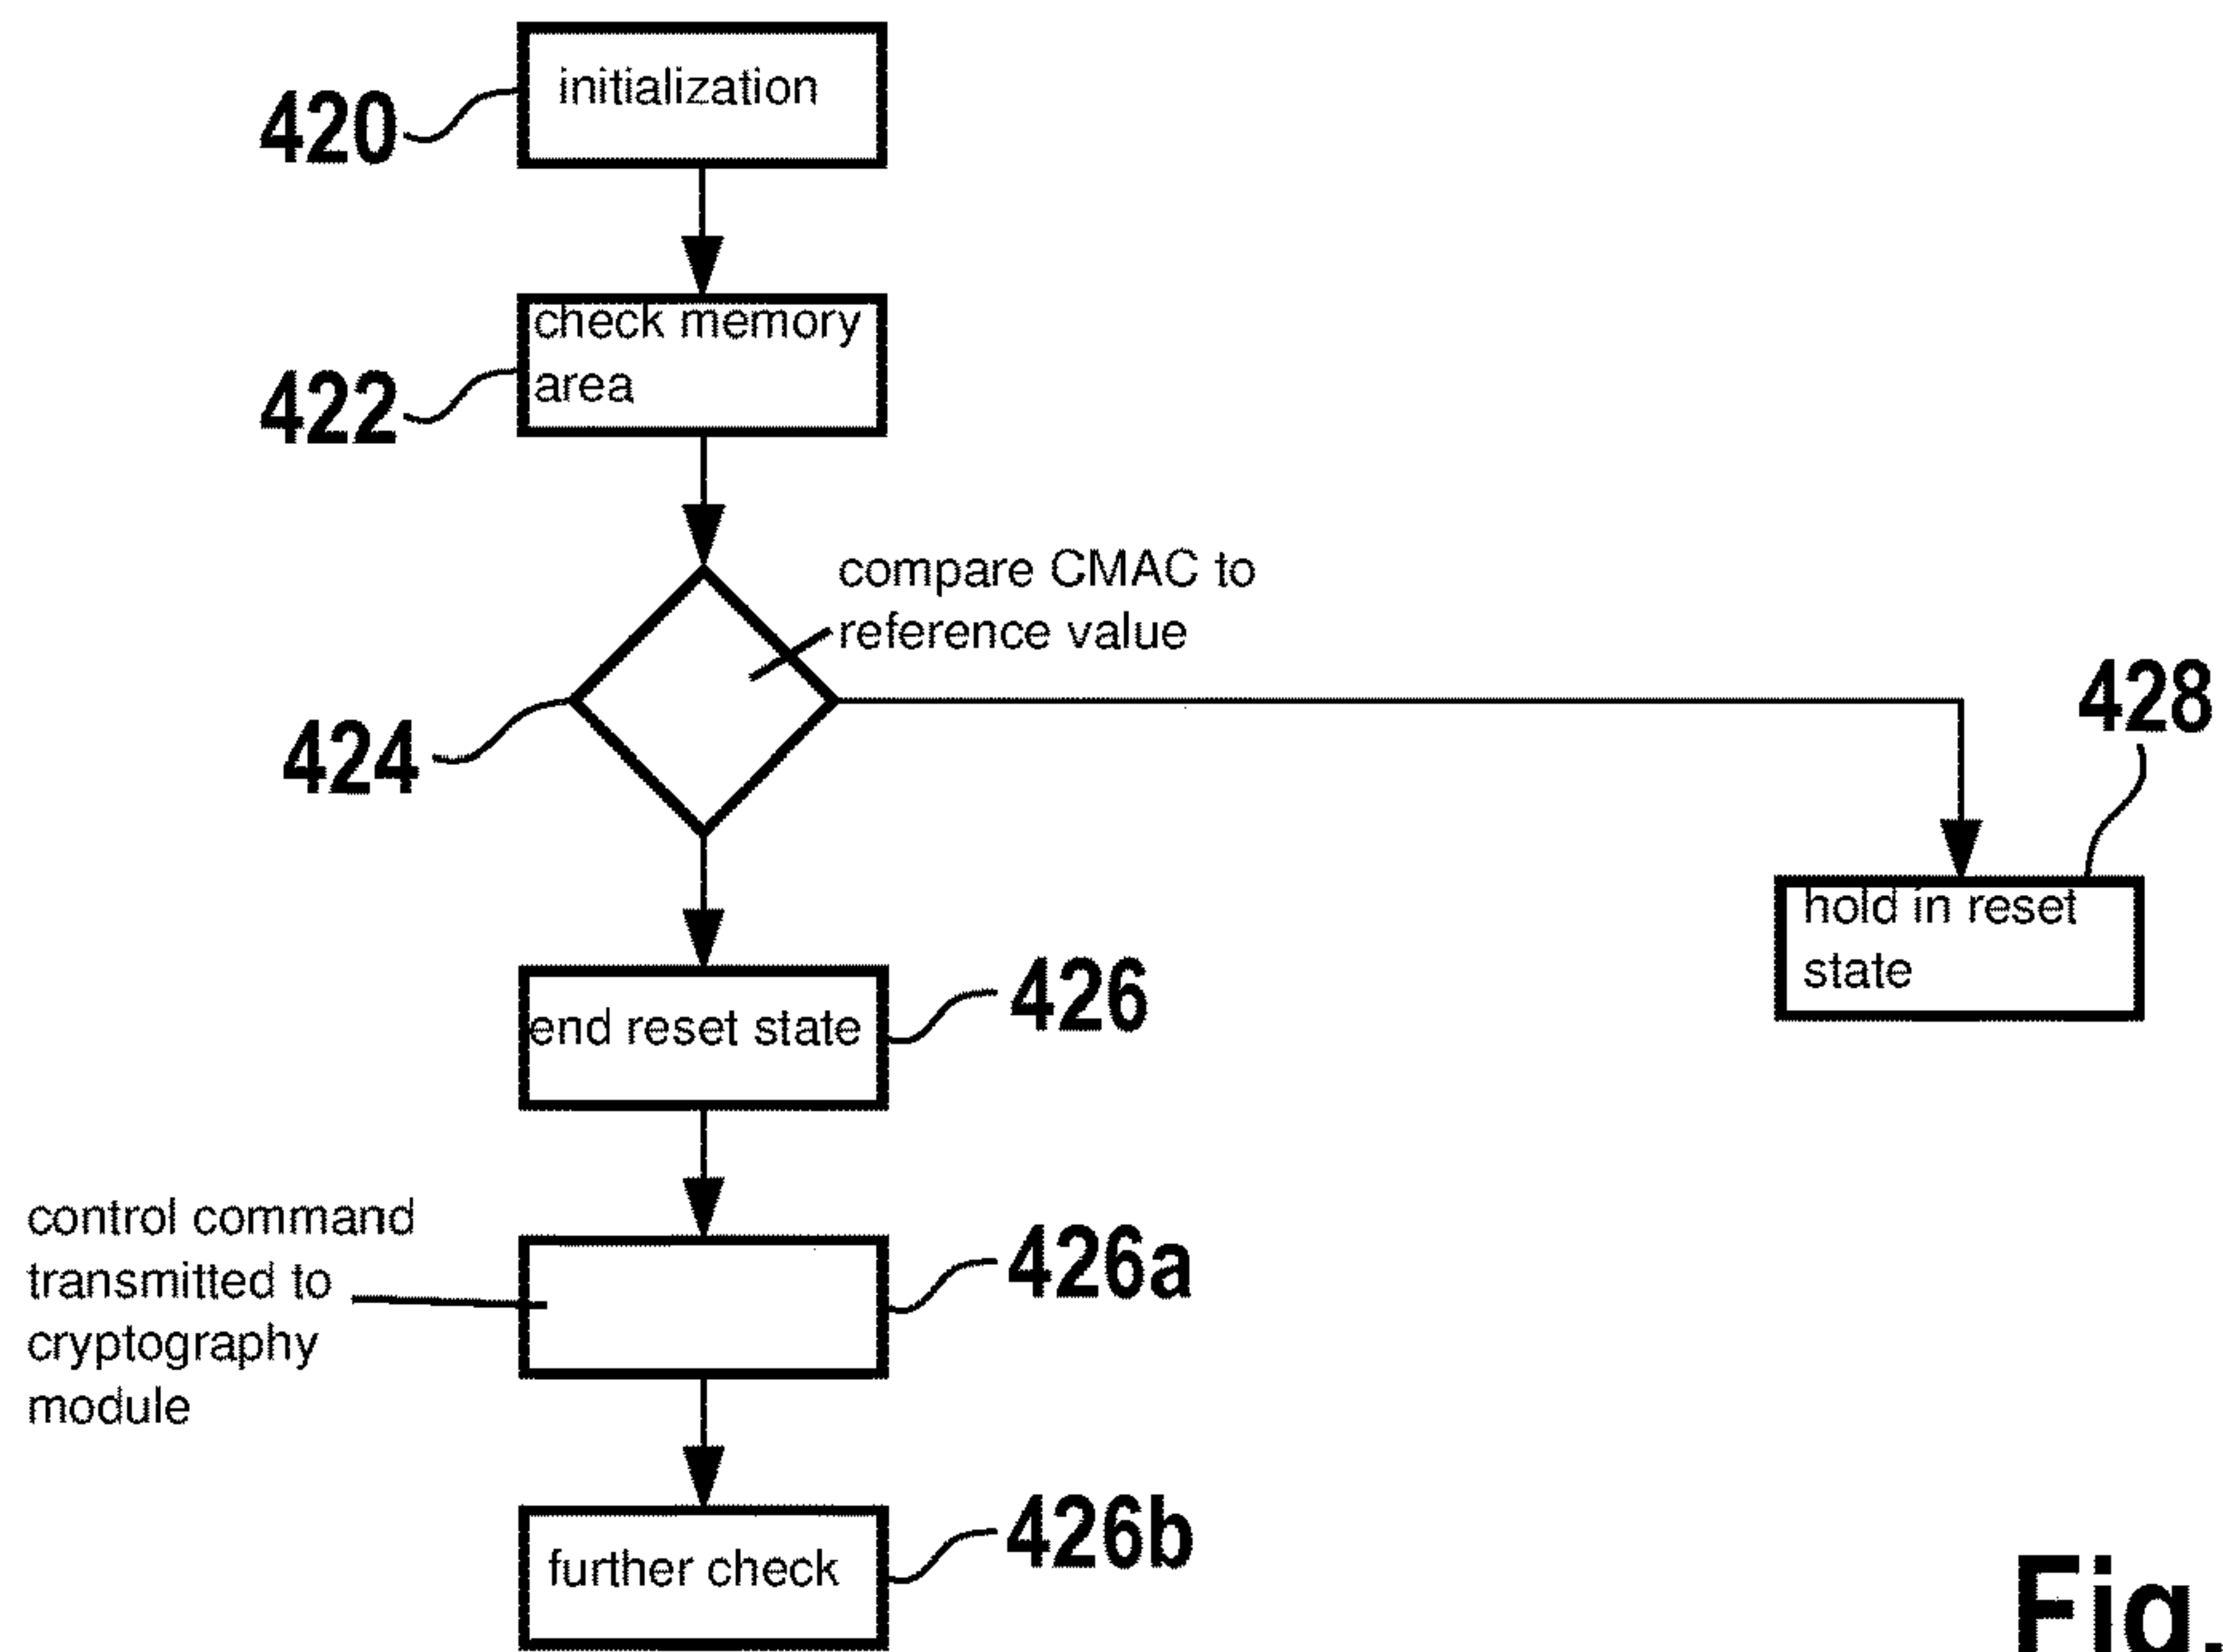 initialization
420
check memory
area
422
compare CMAC to
reference value
424
428
hold in reset
state
end reset state
426
control command
transmitted to
cryptography
module
426a
further check
426b
Fig.